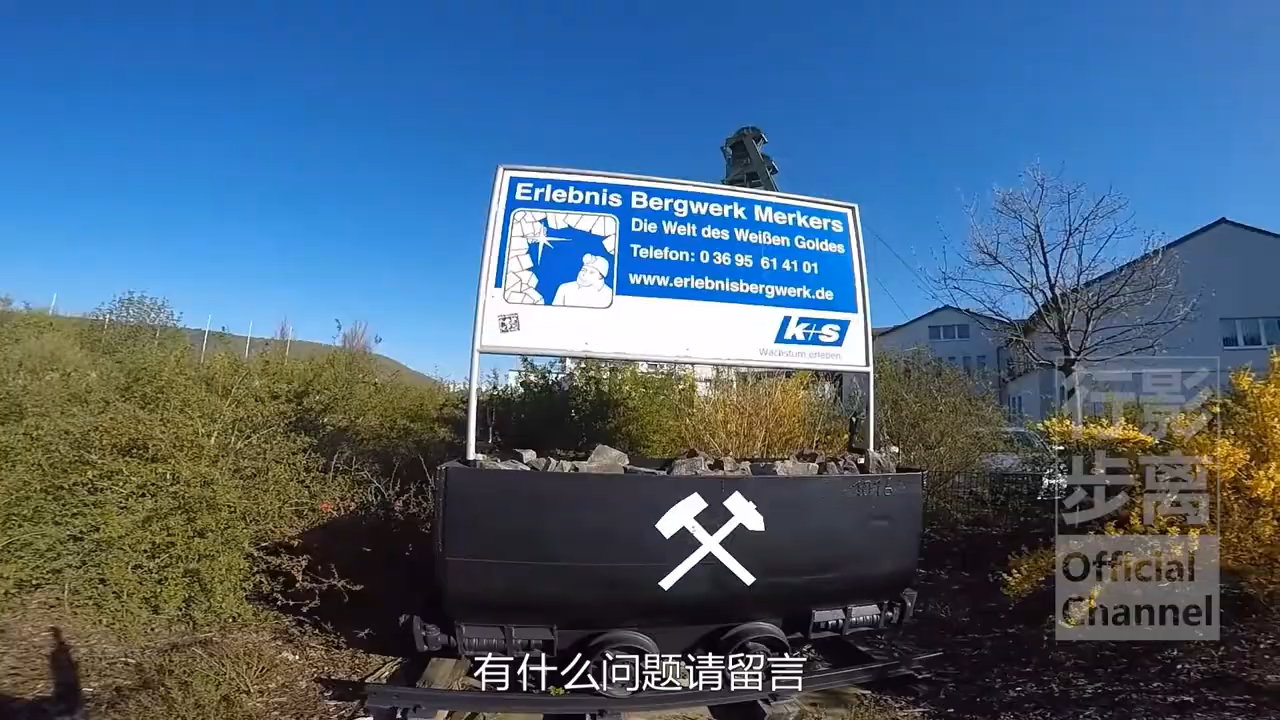 Erlebnis Bergwerk Merkers
Die Welt des Weißen Goldes
Telefon: 0 36 95 61 41 01
www.erlebnisbergwerk.de
k+s
Wachstum erleben.
1016
行影
步离
Official
Channel
有什么问题请留言